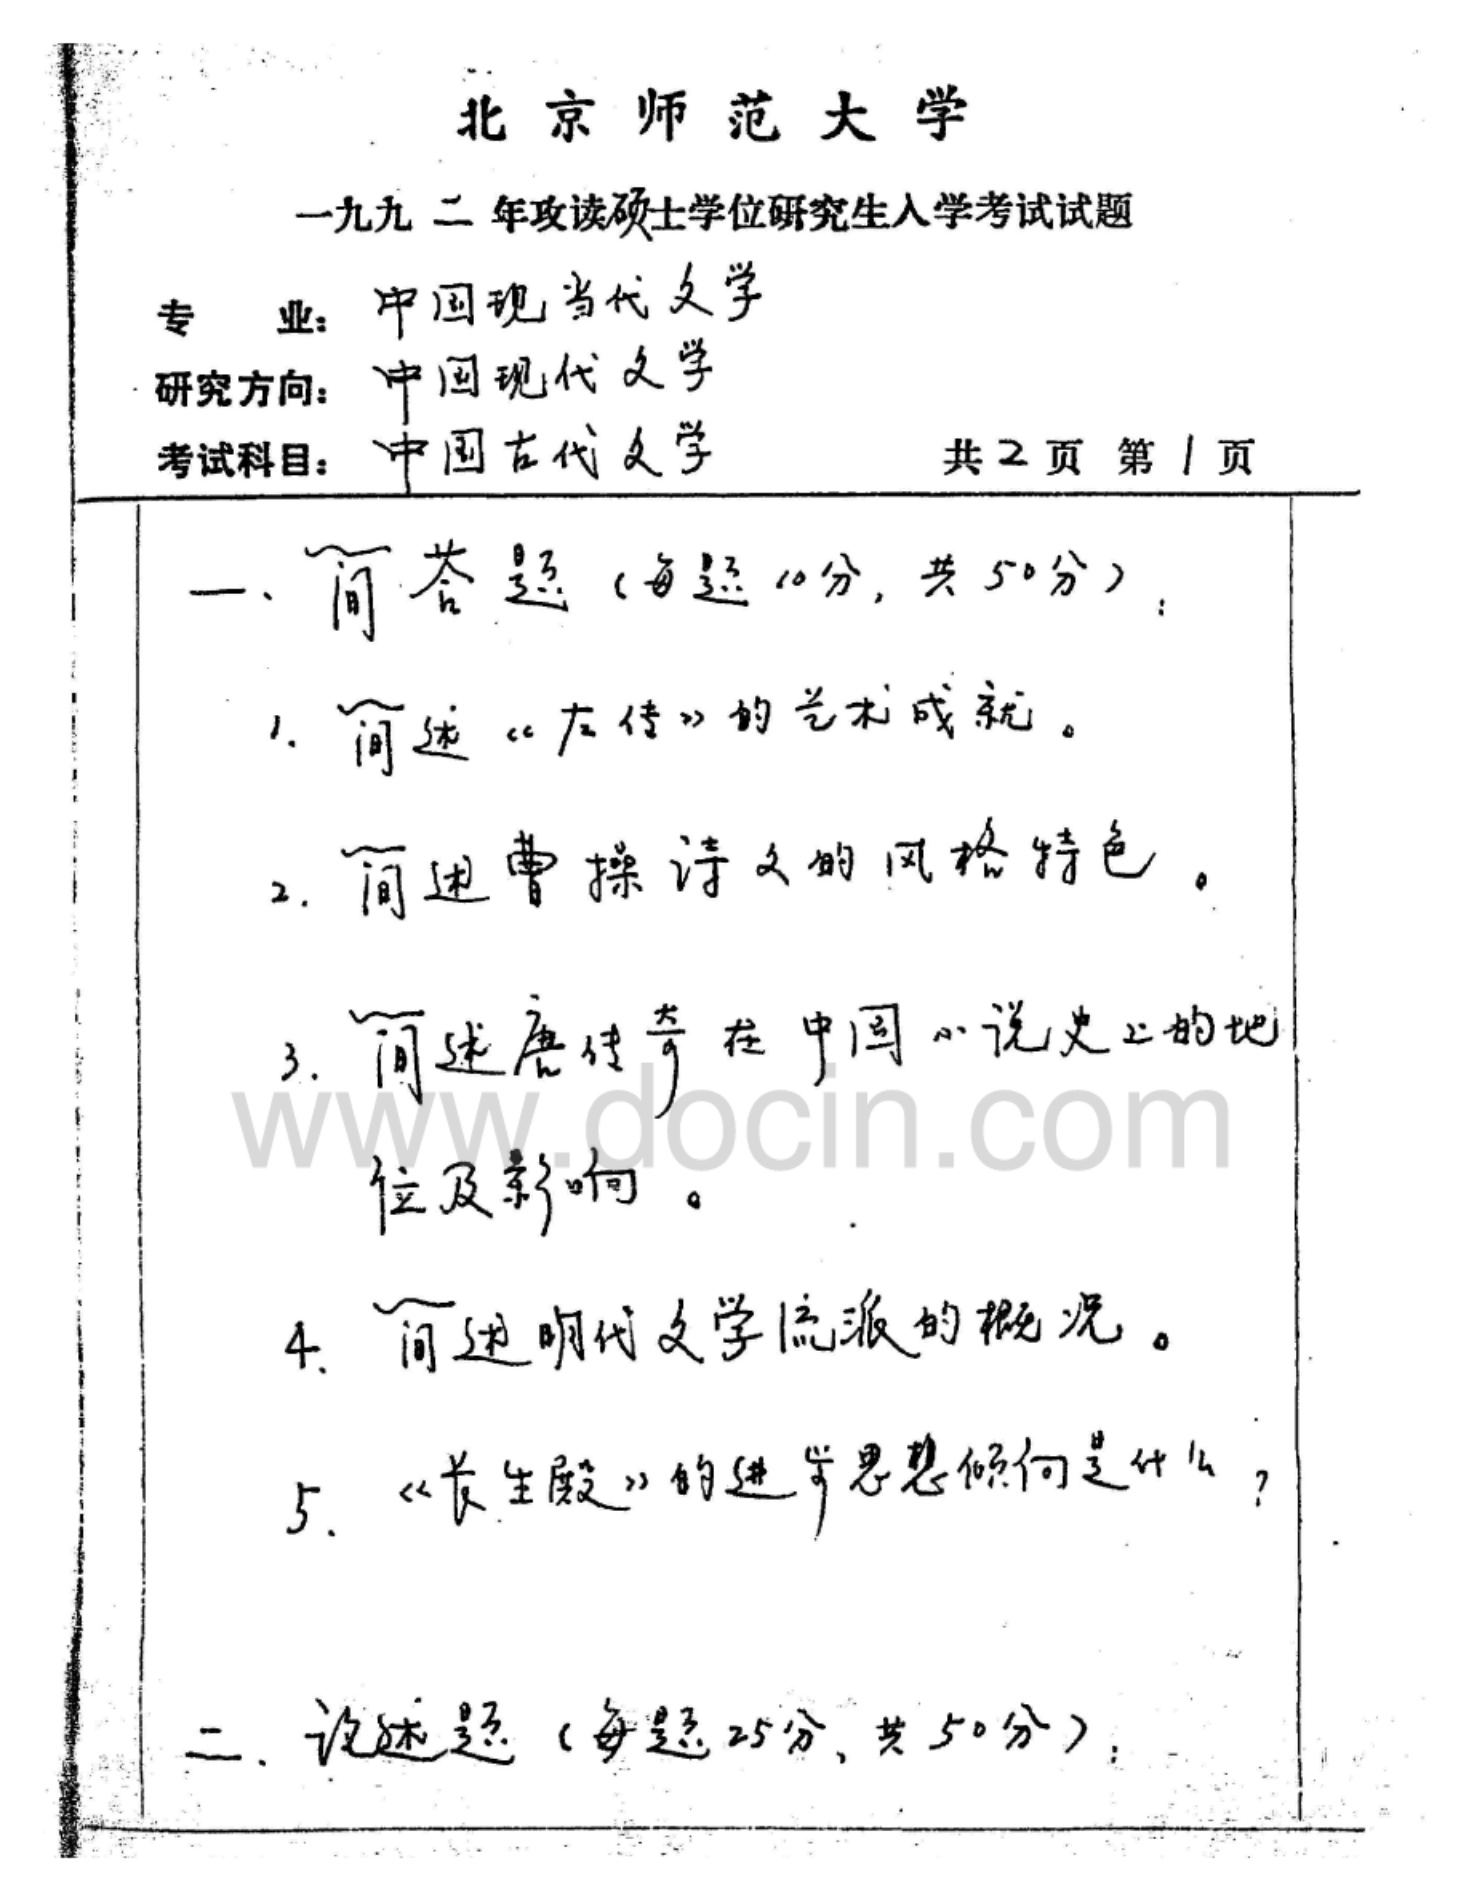 北京师范大学
一九九二年攻读硕士学位研究生入学考试试题
专 业：中国现当代文学
研究方向：中国现代文学
考试科目：中国古代文学 共2页 第1页
一、简答题（每题10分，共50分）：
1. 简述《左传》的艺术成就。
2. 简述曹操诗文的风格特色。
3. 简述唐传奇在中国小说史上的地
www.docin.com
位及影响。
4. 简述明代文学流派的概况。
5. 《长生殿》的进步思想倾向是什么？
二、论述题（每题25分，共50分）：